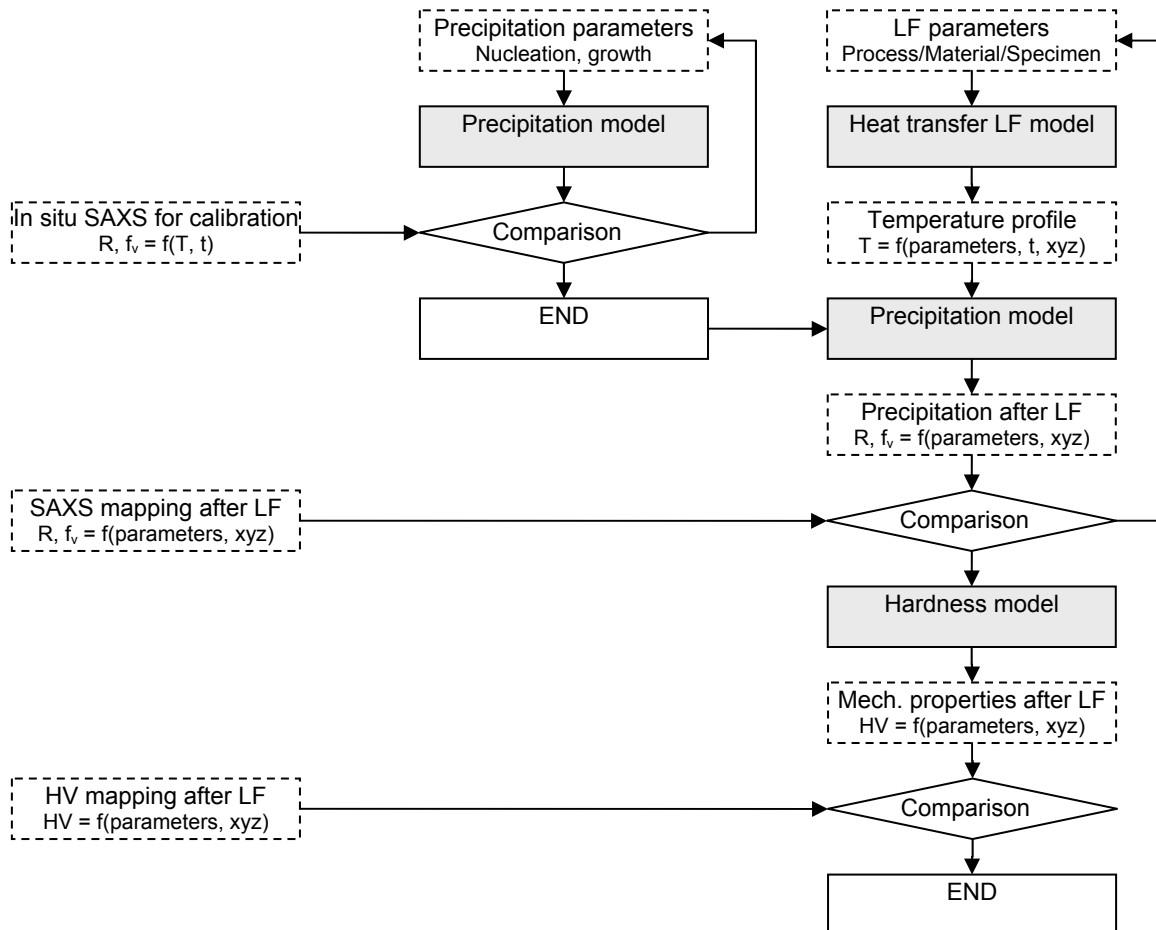 Precipitation parameters
Nucleation, growth
LF parameters
Process/Material/Specimen
Precipitation model
Heat transfer LF model
In situ SAXS for calibration
R, fv = f(T, t)
Comparison
Temperature profile
T = f(parameters, t, xyz)
END
Precipitation model
Precipitation after LF
R, fv = f(parameters, xyz)
SAXS mapping after LF
R, fv = f(parameters, xyz)
Comparison
Hardness model
Mech. properties after LF
HV = f(parameters, xyz)
HV mapping after LF
HV = f(parameters, xyz)
Comparison
END